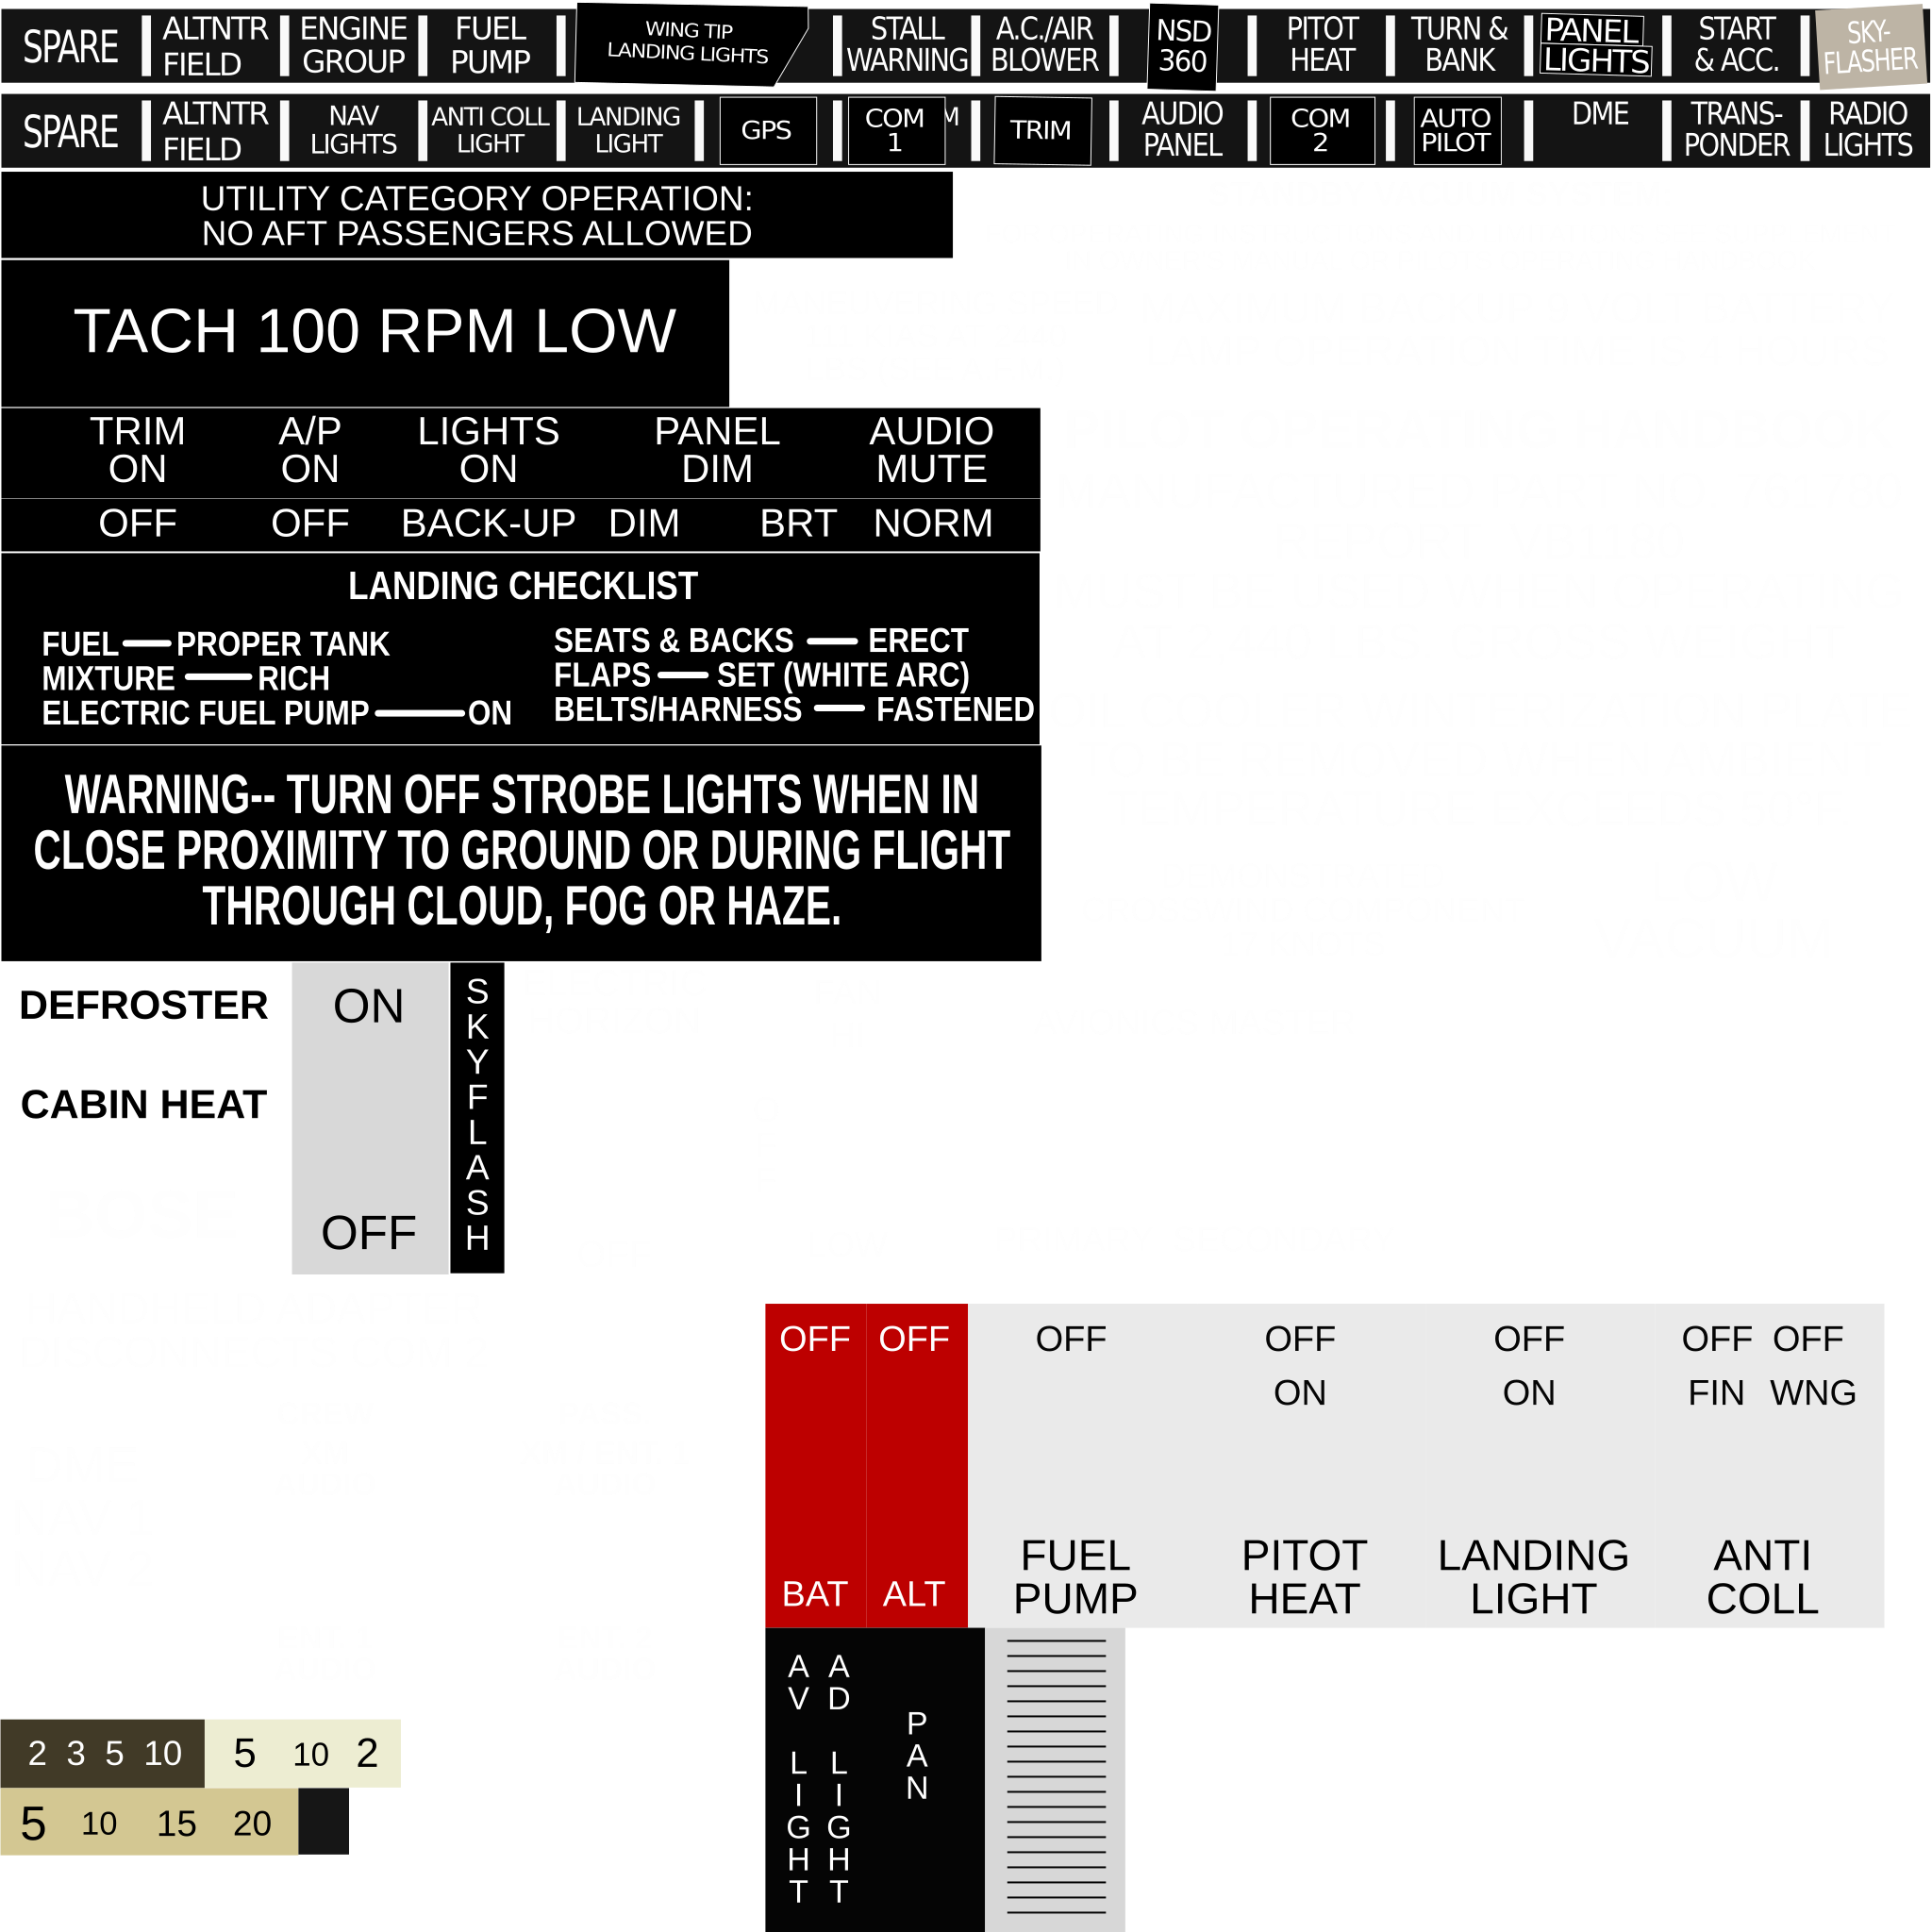 SPARE ALTNTR ENGINE FUEL WING TIP STALL A.C./AIR NSD PITOT TURN & PANEL START SKY-
FIELD GROUP PUMP LANDING LIGHTS WARNING BLOWER 360 HEAT BANK LIGHTS & ACC. FLASHER
SPARE ALTNTR NAV ANTI COLL LANDING GPS COM TRIM AUDIO COM AUTO DME TRANS- RADIO
FIELD LIGHTS LIGHT LIGHT 1 PANEL 2 PILOT PONDER LIGHTS
UTILITY CATEGORY OPERATION:
NO AFT PASSENGERS ALLOWED
TACH 100 RPM LOW
TRIM A/P LIGHTS PANEL AUDIO
ON ON ON DIM MUTE
OFF OFF BACK-UP DIM BRT NORM
LANDING CHECKLIST
FUEL — PROPER TANK
MIXTURE — RICH
ELECTRIC FUEL PUMP — ON
SEATS & BACKS — ERECT
FLAPS — SET (WHITE ARC)
BELTS/HARNESS — FASTENED
WARNING-- TURN OFF STROBE LIGHTS WHEN IN
CLOSE PROXIMITY TO GROUND OR DURING FLIGHT
THROUGH CLOUD, FOG OR HAZE.
DEFROSTER
CABIN HEAT
ON
OFF
SKYFLASH
OFF OFF OFF OFF OFF OFF OFF
ON ON FIN WNG
BAT ALT
FUEL
PUMP
PITOT
HEAT
LANDING
LIGHT
ANTI
COLL
AV LIGHT
AD LIGHT
PAN
2 3 5 10 5 10 2
5 10 15 20